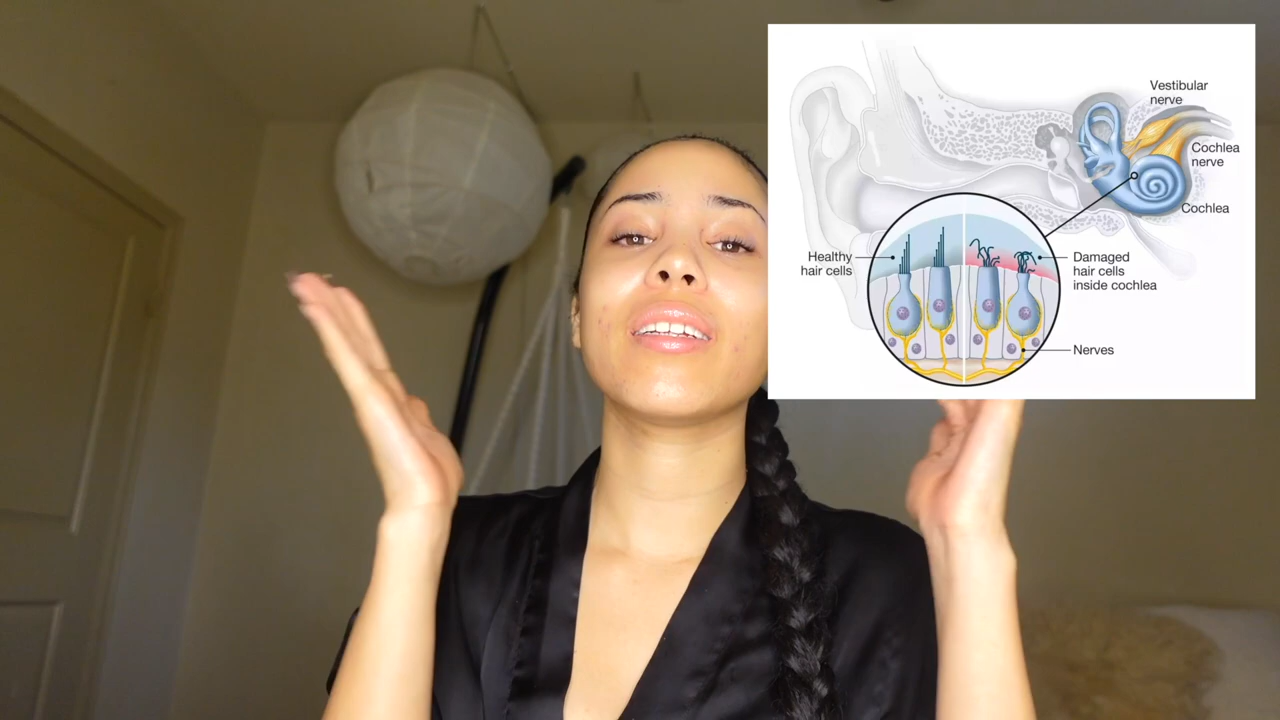 Vestibular
nerve
Cochlea
nerve
Cochlea
Healthy
hair cells
Damaged
hair cells
inside cochlea
Nerves